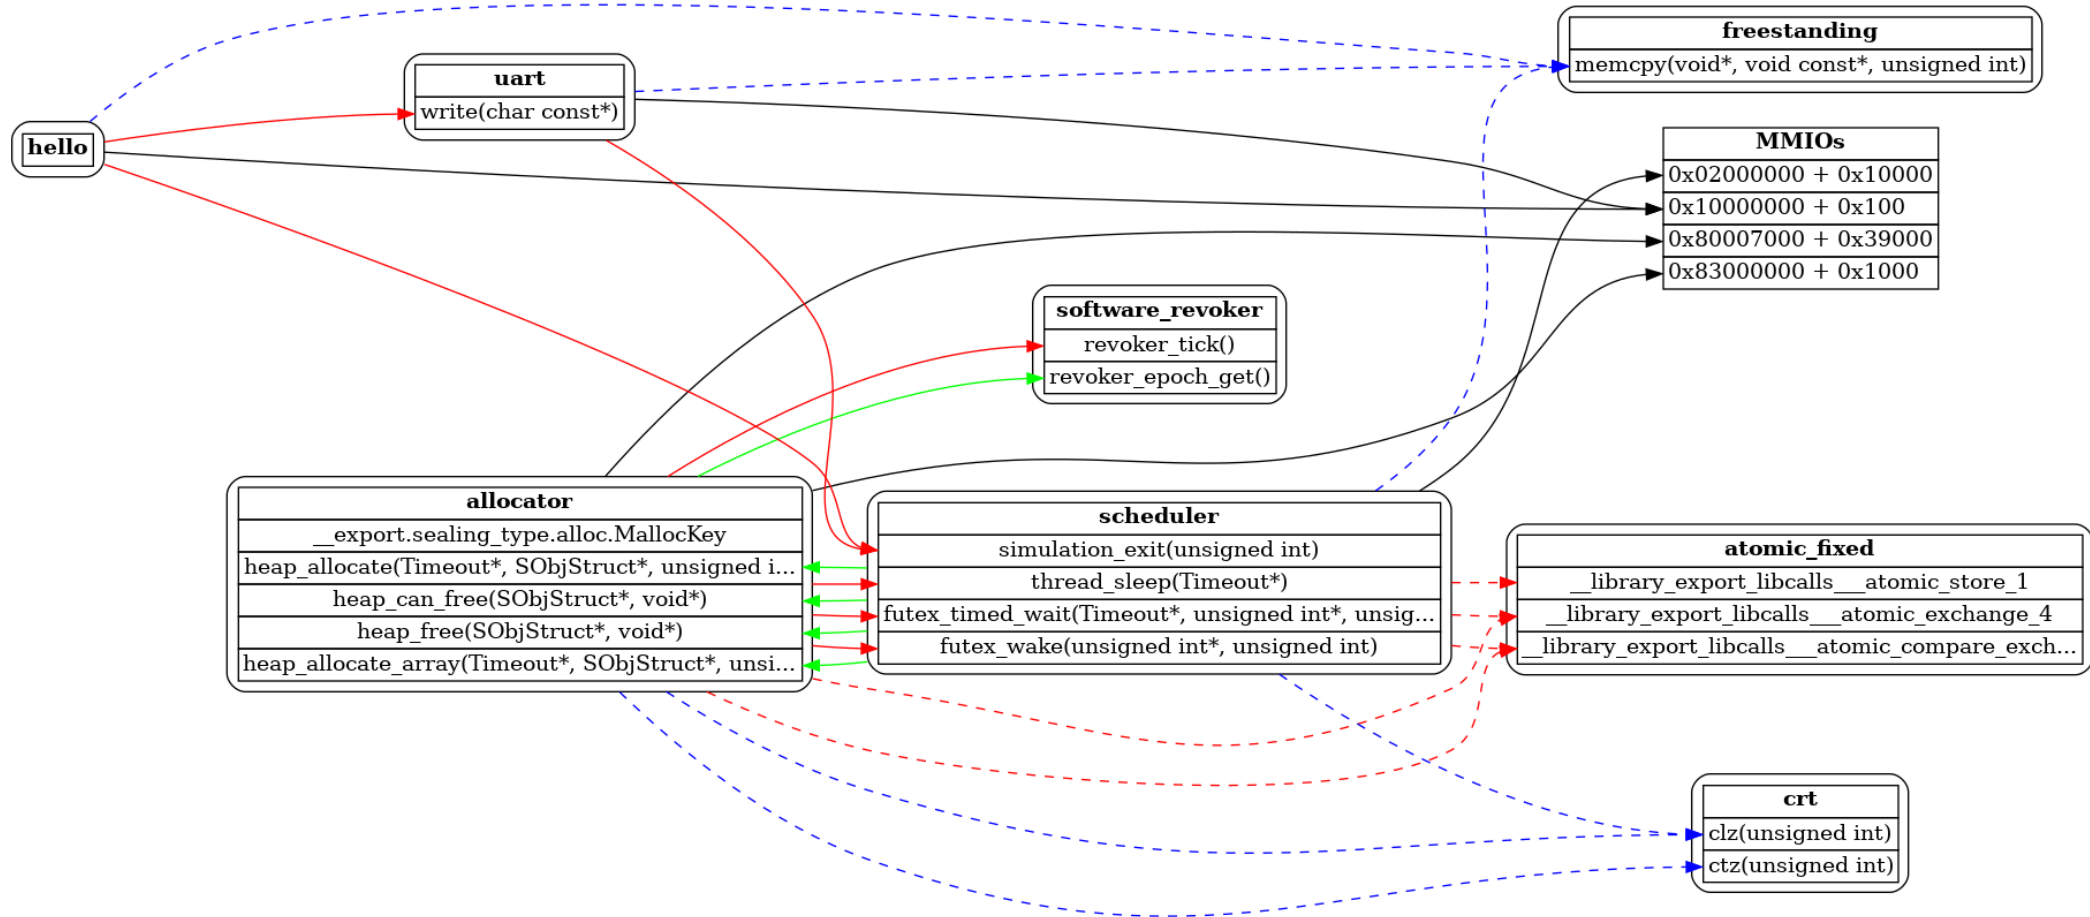 freestanding
memcpy(void*, void const*, unsigned int)
uart
write(char const*)
hello
MMIOs
0x02000000 + 0x10000
0x10000000 + 0x100
0x80007000 + 0x39000
0x83000000 + 0x1000
software_revoker
revoker_tick()
revoker_epoch_get()
allocator
__export.sealing_type.alloc.MallocKey
heap_allocate(Timeout*, SObjStruct*, unsigned i...
heap_can_free(SObjStruct*, void*)
heap_free(SObjStruct*, void*)
heap_allocate_array(Timeout*, SObjStruct*, unsi...
scheduler
simulation_exit(unsigned int)
thread_sleep(Timeout*)
futex_timed_wait(Timeout*, unsigned int*, unsig...
futex_wake(unsigned int*, unsigned int)
atomic_fixed
__library_export_libcalls___atomic_store_1
__library_export_libcalls___atomic_exchange_4
__library_export_libcalls___atomic_compare_exch...
crt
clz(unsigned int)
ctz(unsigned int)